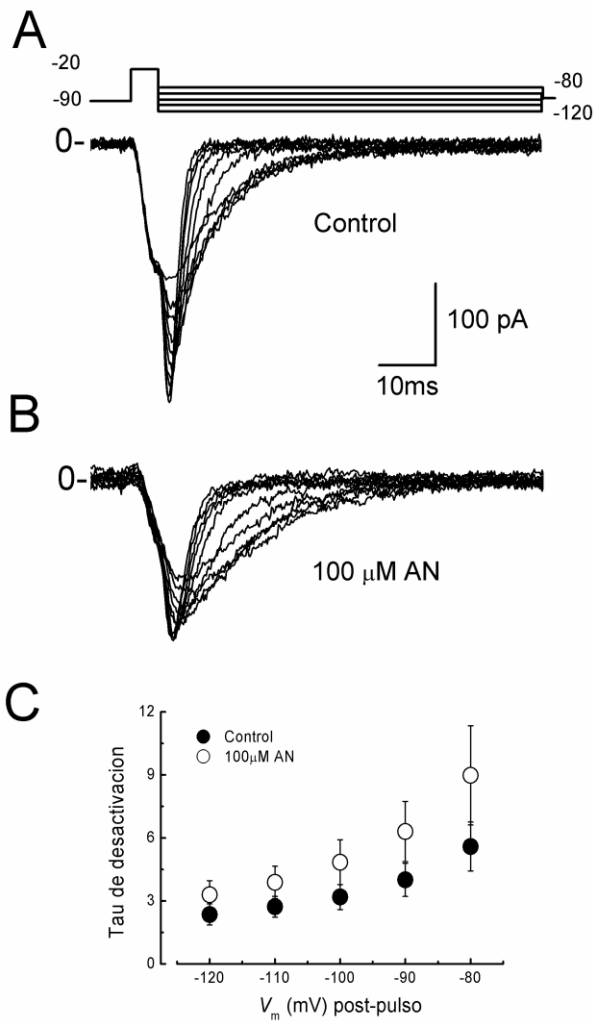 A
-20
-90
-80
-120
0-
Control
100 pA
10ms
B
0-
100 μM AN
C
12
9
6
3
0
Control
100μM AN
Tau de desactivacion
-120 -110 -100 -90 -80
Vm (mV) post-pulso